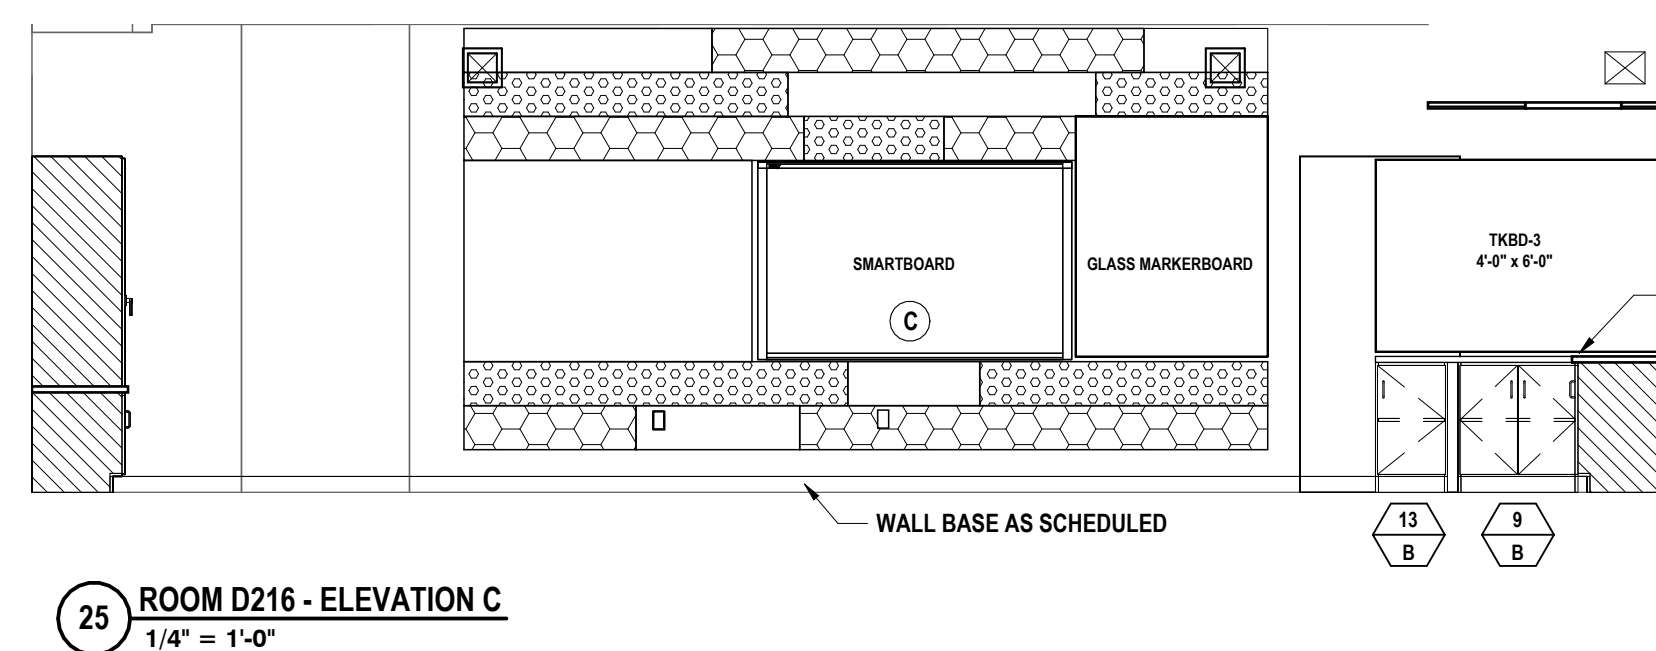 TKBD-3
4'-0" x 6'-0"
SMARTBOARD
GLASS MARKERBOARD
C
WALL BASE AS SCHEDULED
13
B
9
B
25
ROOM D216 - ELEVATION C
1/4" = 1'-0"